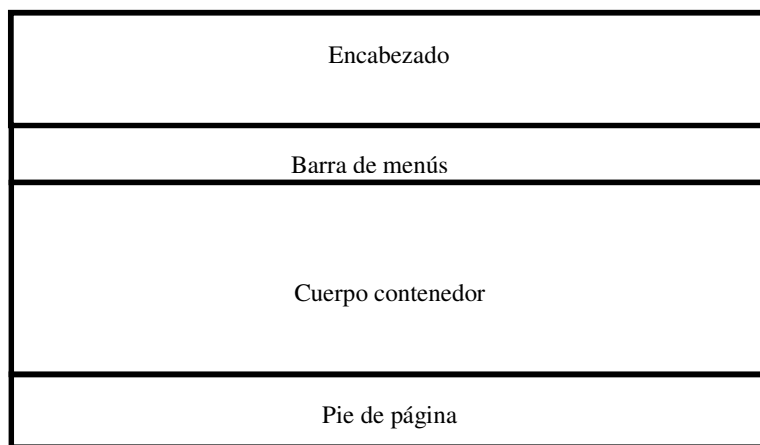 Encabezado
Barra de menús
Cuerpo contenedor
Pie de página